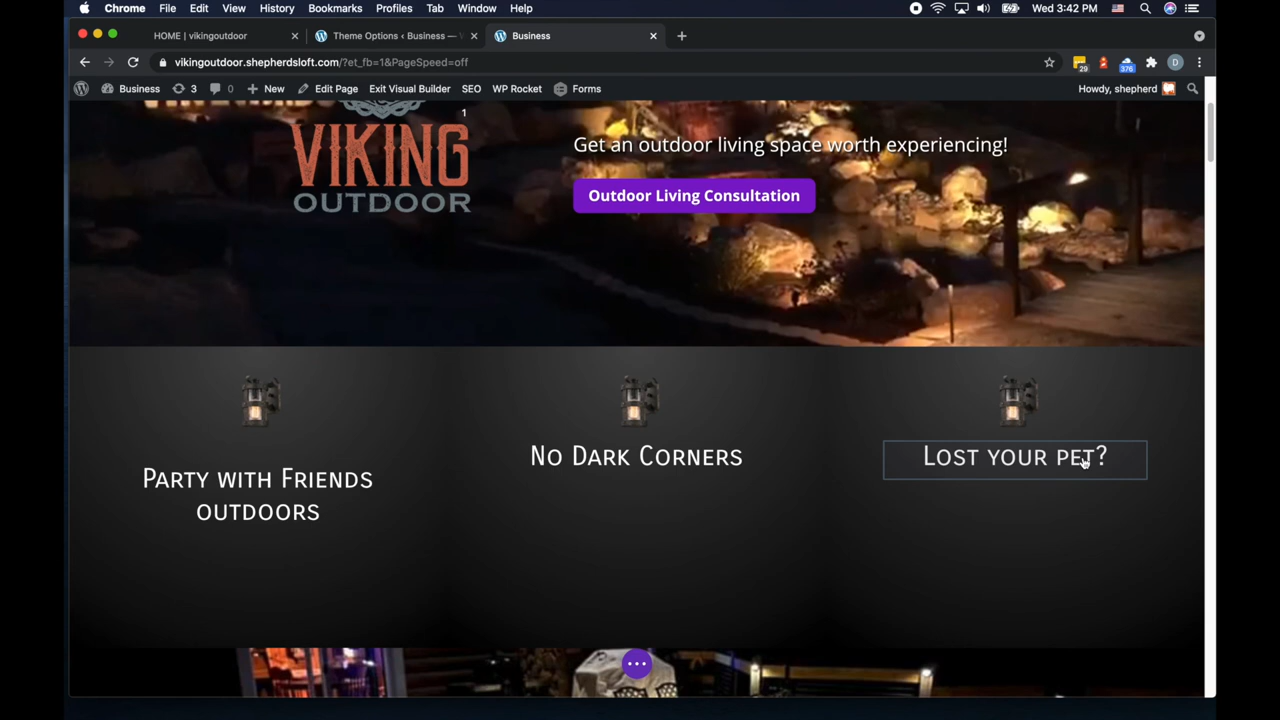 Chrome File Edit View History Bookmarks Profiles Tab Window Help Wed 3:42 PM
HOME | vikingoutdoor Theme Options ‹ Business — Business
vikingoutdoor.shepherdsloft.com/?et_fb=1&PageSpeed=off 29 376 D
Business 3 0 New Edit Page Exit Visual Builder SEO WP Rocket Forms Howdy, shepherd
1
VIKING
OUTDOOR
Get an outdoor living space worth experiencing!
Outdoor Living Consultation
Party with Friends
outdoors
No Dark Corners
Lost your pet?